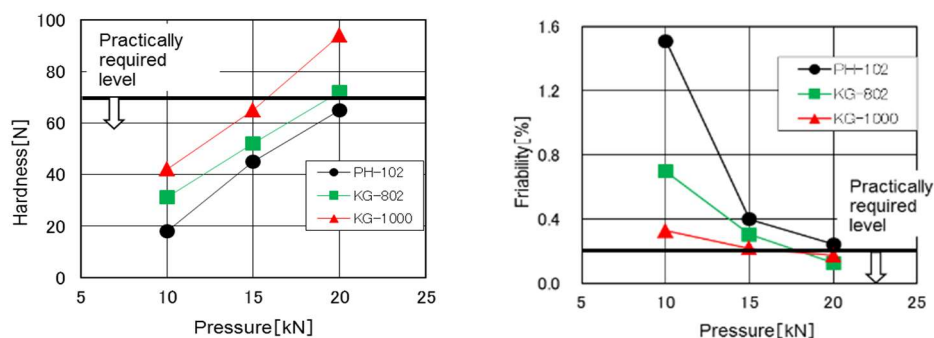 100
80
60
40
20
0
Hardness[N]
Practically
required
level
PH-102
KG-802
KG-1000
5
10
15
20
25
Pressure[kN]
1.6
1.2
0.8
0.4
0.0
Friability[%]
PH-102
KG-802
KG-1000
Practically
required
level
5
10
15
20
25
Pressure[kN]